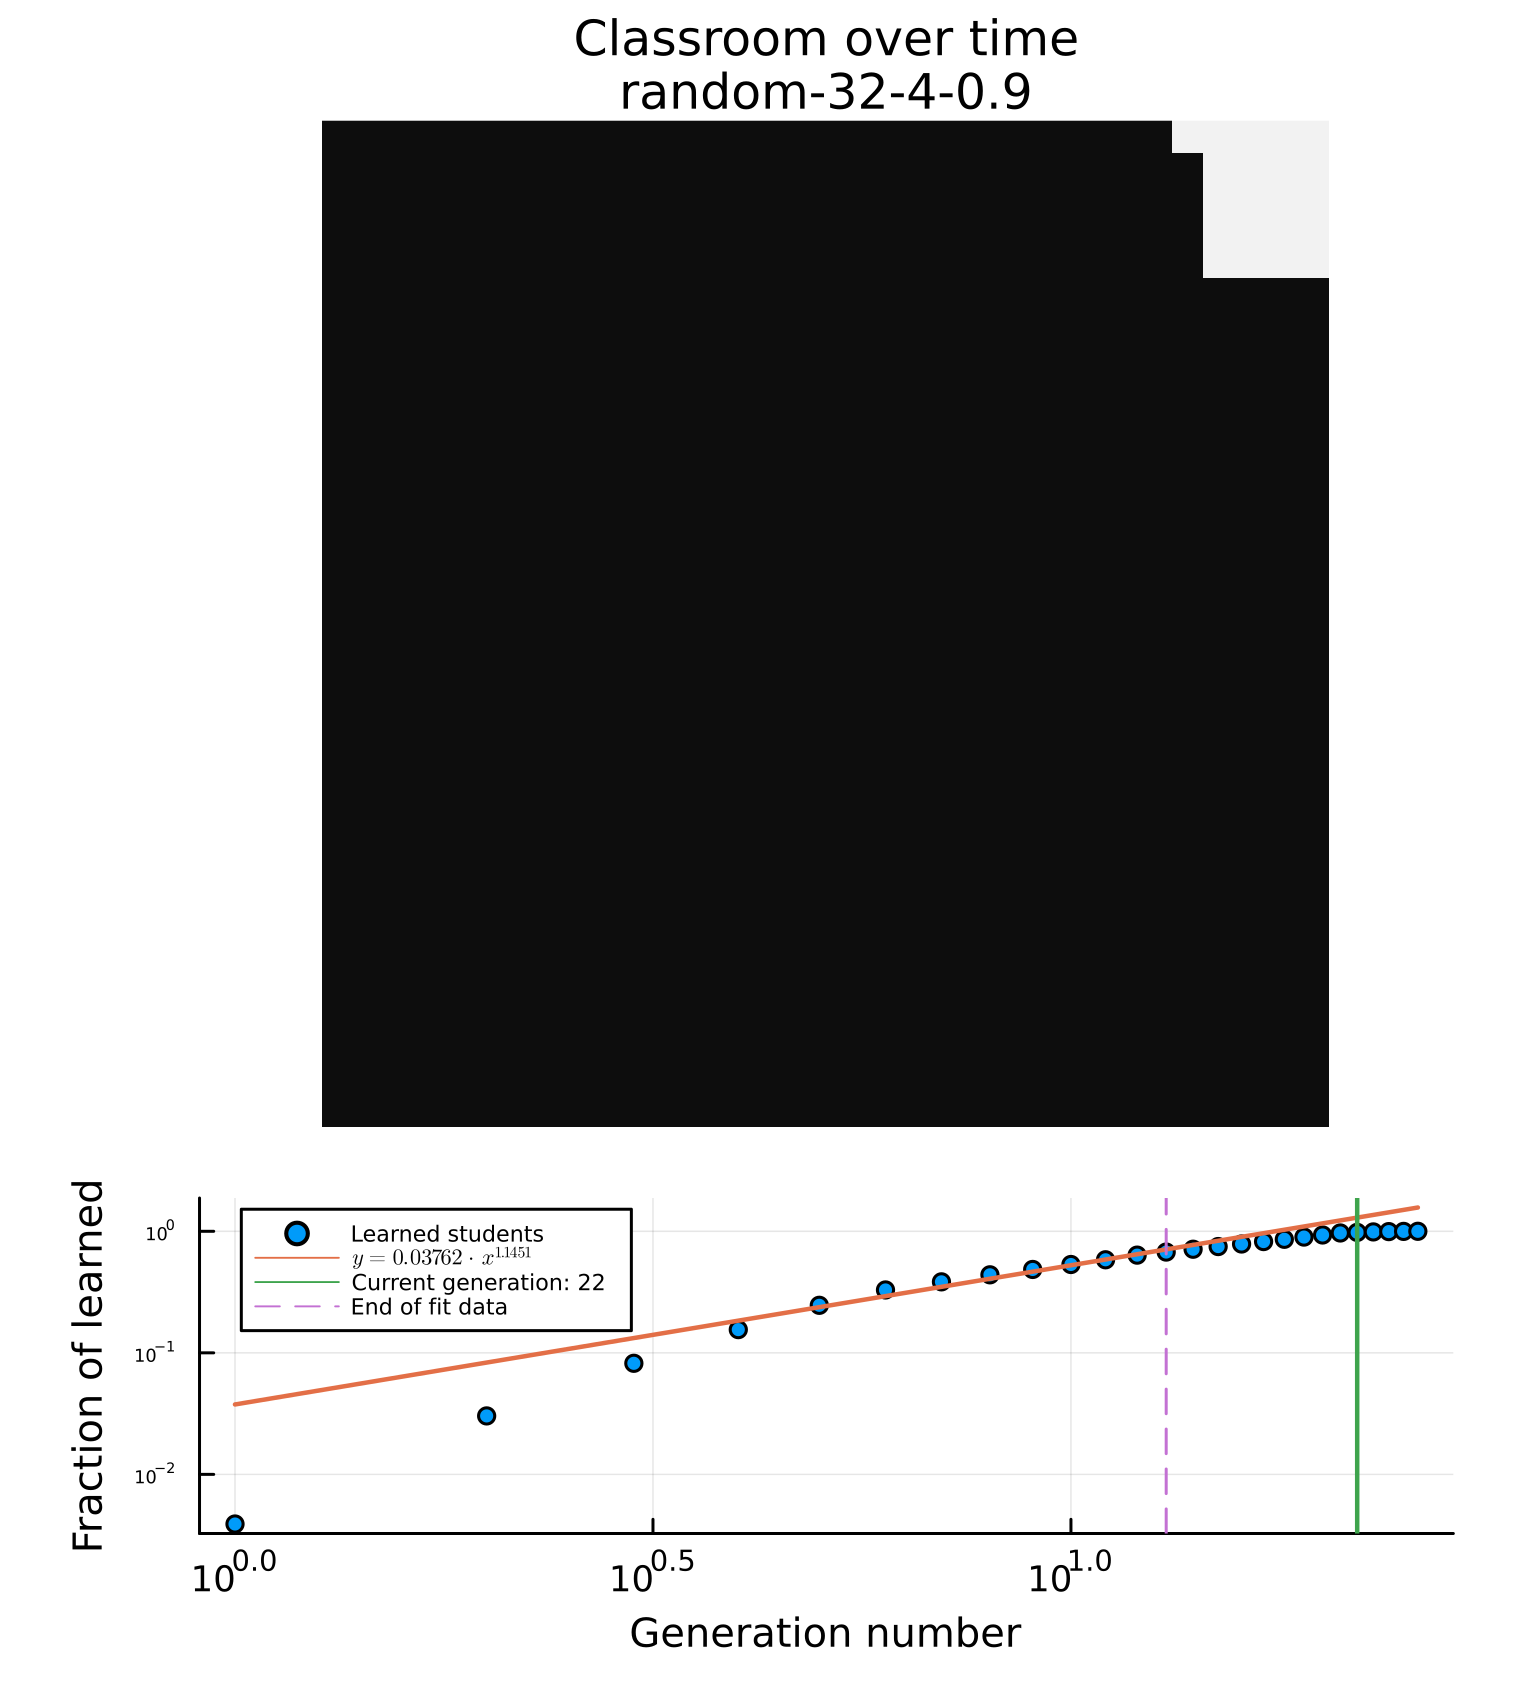 Classroom over time
random-32-4-0.9
Fraction of learned
10⁰
10⁻¹
10⁻²
Learned students
y = 0.03762 · x^1.1451
Current generation: 22
End of fit data
10^0.0 10^0.5 10^1.0
Generation number